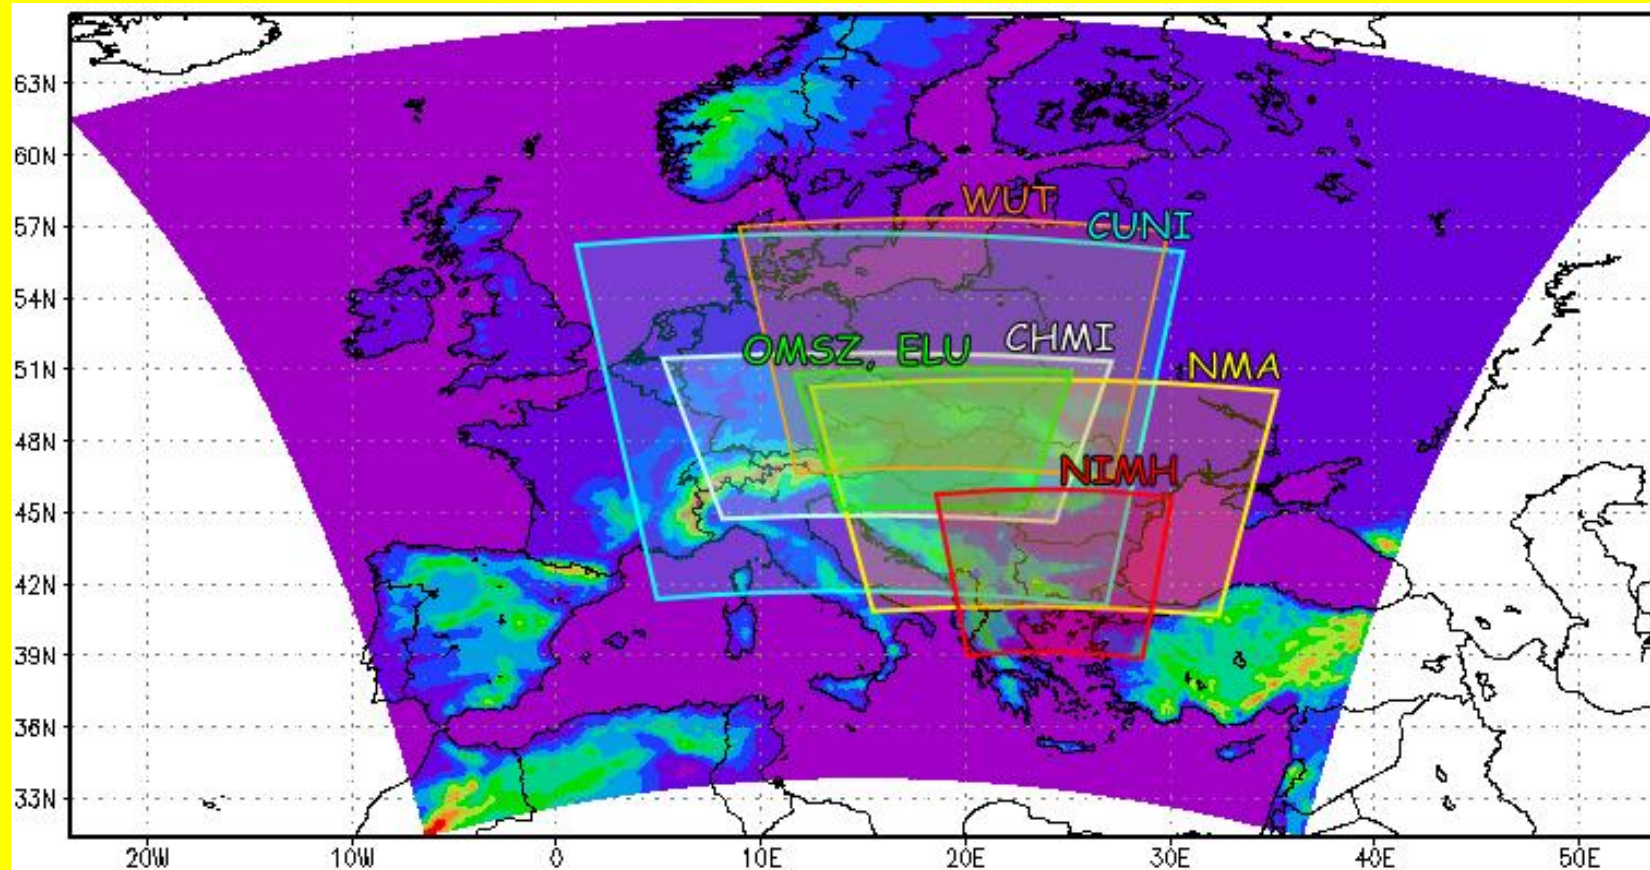 63N
60N
WUT
57N
CUNI
54N
CHMI
OMSZ, ELU
51N
NMA
48N
NIMH
45N
42N
39N
36N
33N
20W 10W 0 10E 20E 30E 40E 50E